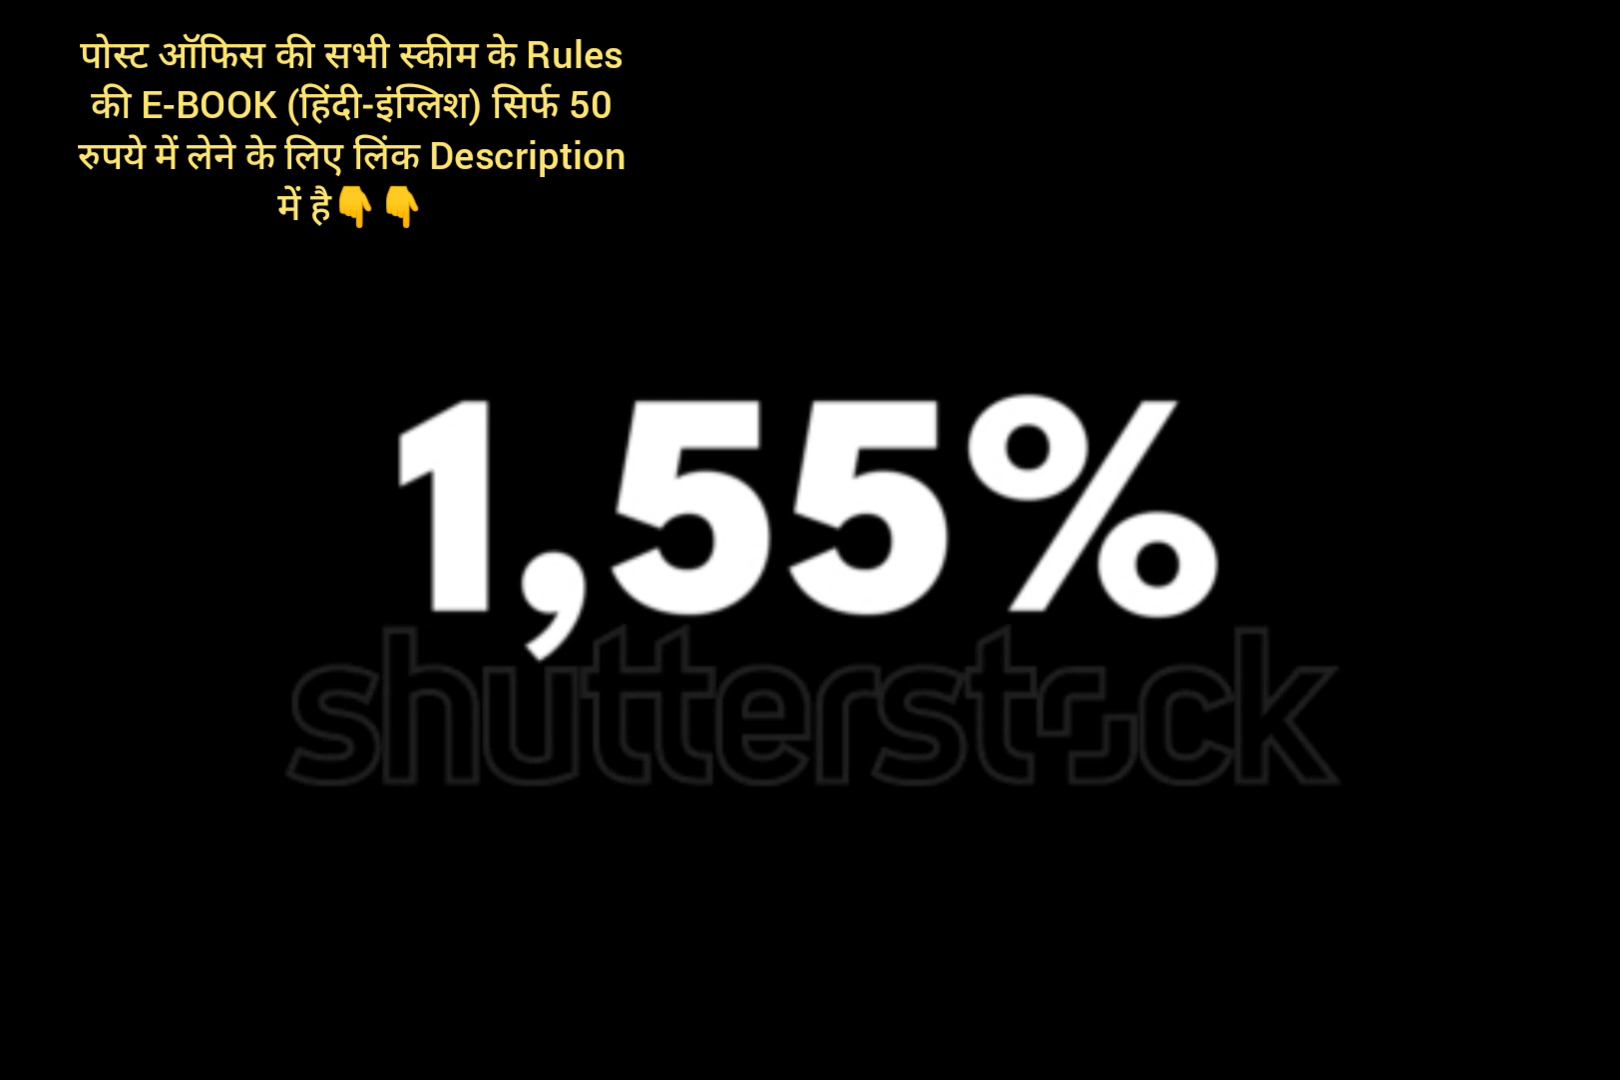 पोस्ट ऑफिस की सभी स्कीम के Rules
की E-BOOK (हिंदी-इंग्लिश) सिर्फ 50
रुपये में लेने के लिए लिंक Description
में है👇👇
1,55%
shutterstock